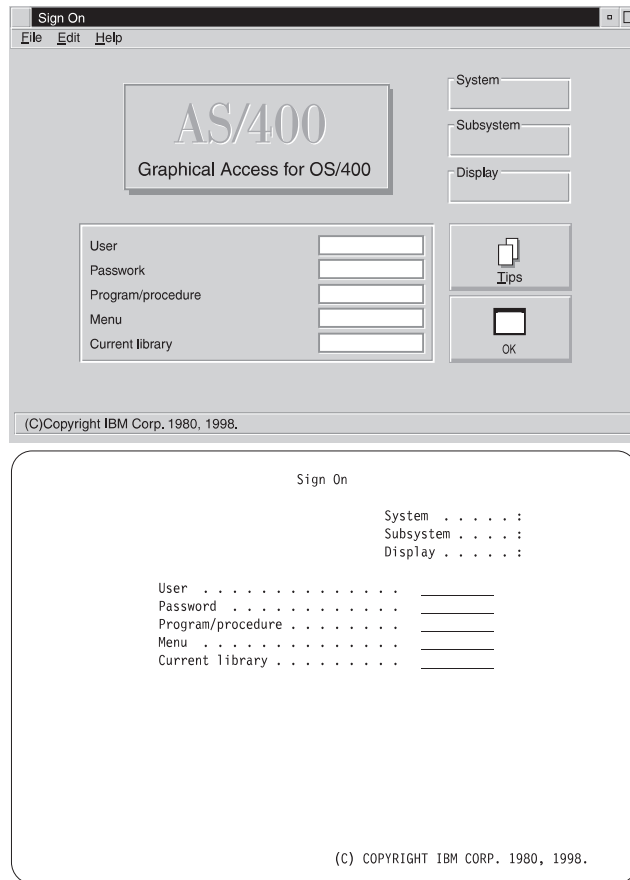 Sign On
File Edit Help
AS/400
Graphical Access for OS/400
System
Subsystem
Display
User
Passwork
Program/procedure
Menu
Current library
Tips
OK
(C)Copyright IBM Corp. 1980, 1998.
Sign On
System . . . . . :
Subsystem . . . . :
Display . . . . . :
User . . . . . . . . . . . . . .
Password . . . . . . . . . . . .
Program/procedure . . . . . . . .
Menu . . . . . . . . . . . . . .
Current library . . . . . . . . .
(C) COPYRIGHT IBM CORP. 1980, 1998.